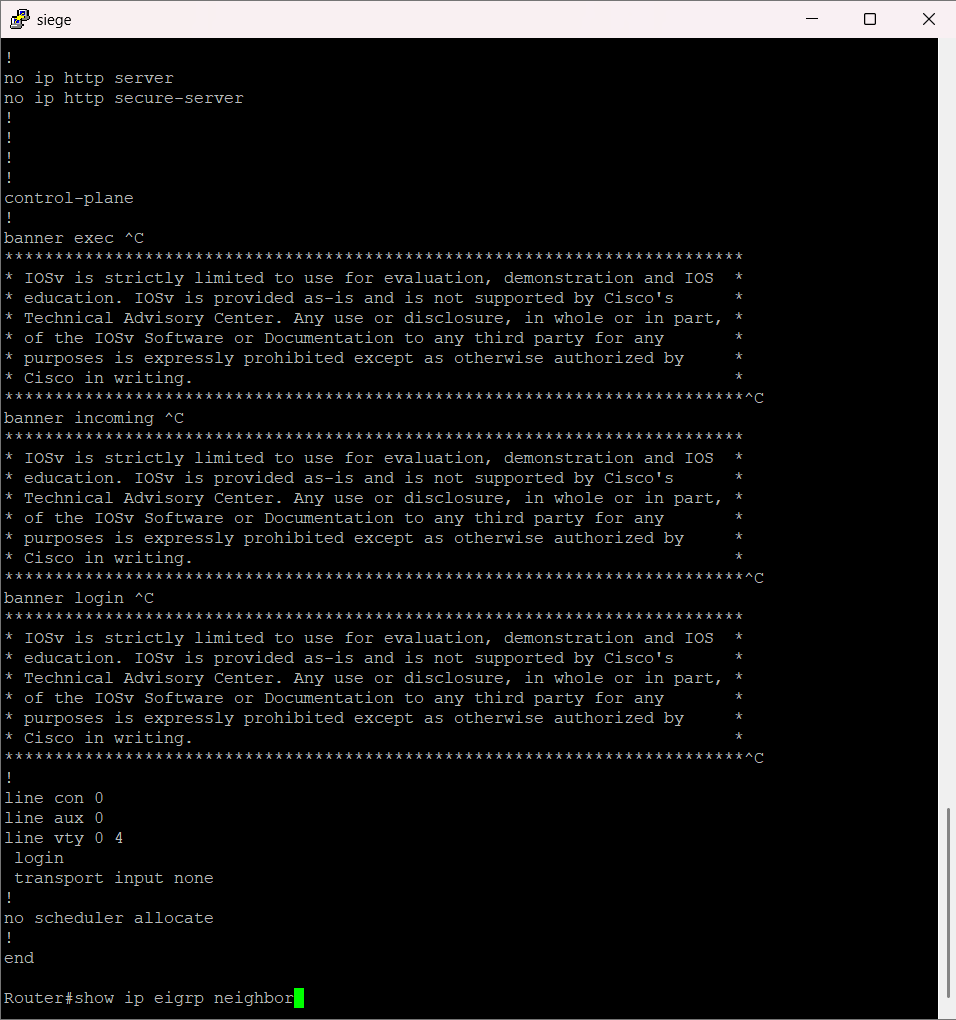 siege
!
no ip http server
no ip http secure-server
!
!
!
!
control-plane
!
banner exec ^C
**************************************************************************
* IOSv is strictly limited to use for evaluation, demonstration and IOS  *
* education. IOSv is provided as-is and is not supported by Cisco's      *
* Technical Advisory Center. Any use or disclosure, in whole or in part, *
* of the IOSv Software or Documentation to any third party for any       *
* purposes is expressly prohibited except as otherwise authorized by     *
* Cisco in writing.                                                      *
**************************************************************************^C
banner incoming ^C
**************************************************************************
* IOSv is strictly limited to use for evaluation, demonstration and IOS  *
* education. IOSv is provided as-is and is not supported by Cisco's      *
* Technical Advisory Center. Any use or disclosure, in whole or in part, *
* of the IOSv Software or Documentation to any third party for any       *
* purposes is expressly prohibited except as otherwise authorized by     *
* Cisco in writing.                                                      *
**************************************************************************^C
banner login ^C
**************************************************************************
* IOSv is strictly limited to use for evaluation, demonstration and IOS  *
* education. IOSv is provided as-is and is not supported by Cisco's      *
* Technical Advisory Center. Any use or disclosure, in whole or in part, *
* of the IOSv Software or Documentation to any third party for any       *
* purposes is expressly prohibited except as otherwise authorized by     *
* Cisco in writing.                                                      *
**************************************************************************^C
!
line con 0
line aux 0
line vty 0 4
 login
 transport input none
!
no scheduler allocate
!
end
Router#show ip eigrp neighbor